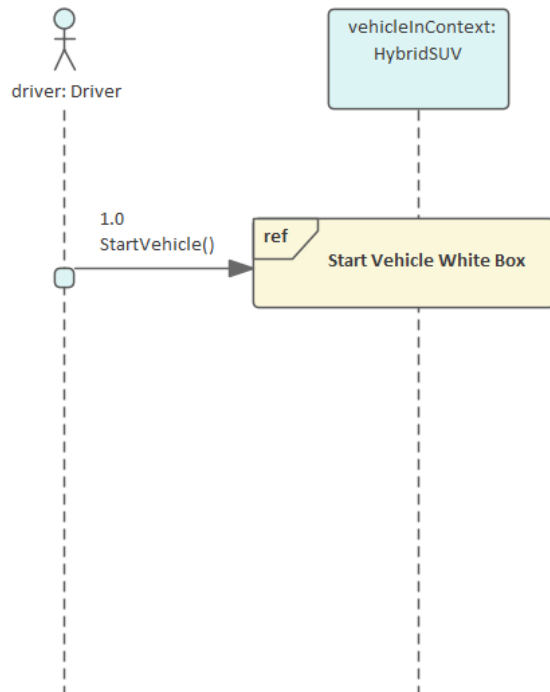 vehicleInContext:
HybridSUV
driver: Driver
1.0
StartVehicle()
ref
Start Vehicle White Box